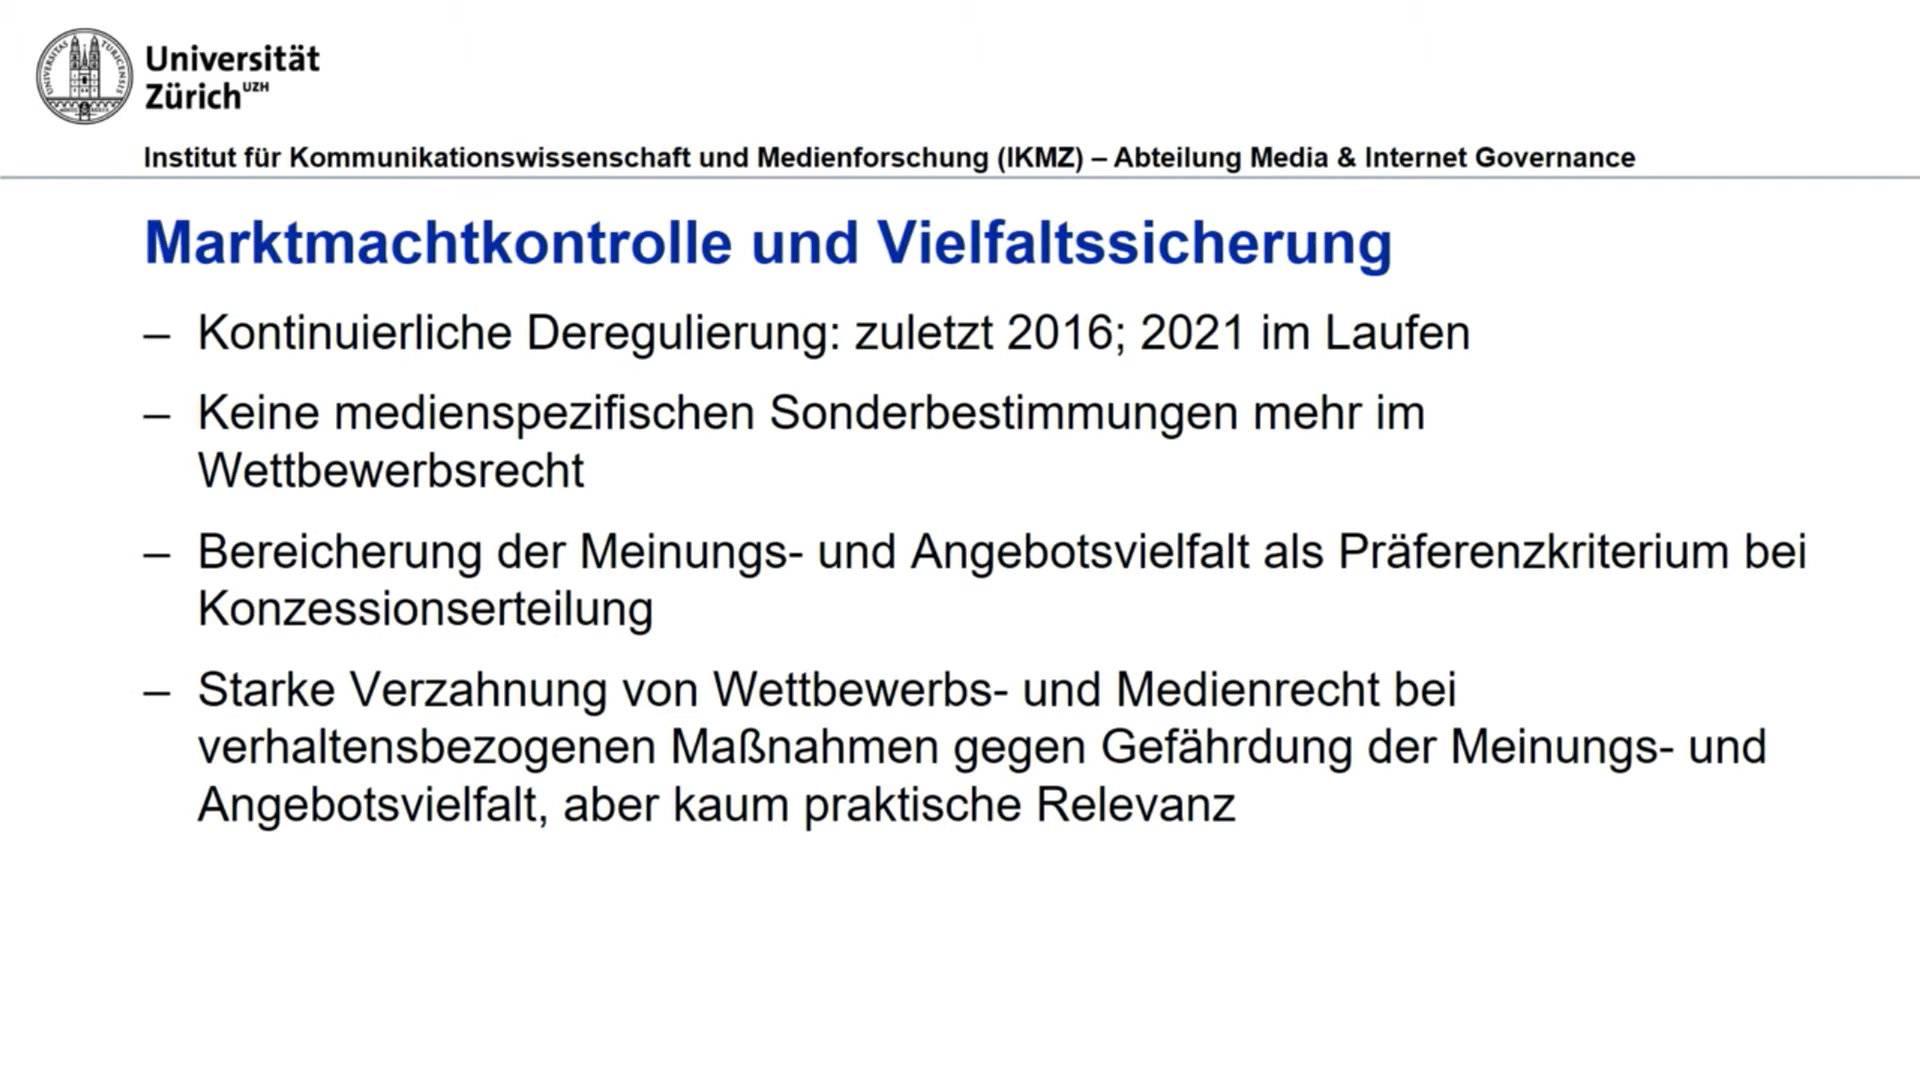 Universität
Zürich UZH
Institut für Kommunikationswissenschaft und Medienforschung (IKMZ) – Abteilung Media & Internet Governance
Marktmachtkontrolle und Vielfaltssicherung
– Kontinuierliche Deregulierung: zuletzt 2016; 2021 im Laufen
– Keine medienspezifischen Sonderbestimmungen mehr im
Wettbewerbsrecht
– Bereicherung der Meinungs- und Angebotsvielfalt als Präferenzkriterium bei
Konzessionserteilung
– Starke Verzahnung von Wettbewerbs- und Medienrecht bei
verhaltensbezogenen Maßnahmen gegen Gefährdung der Meinungs- und
Angebotsvielfalt, aber kaum praktische Relevanz